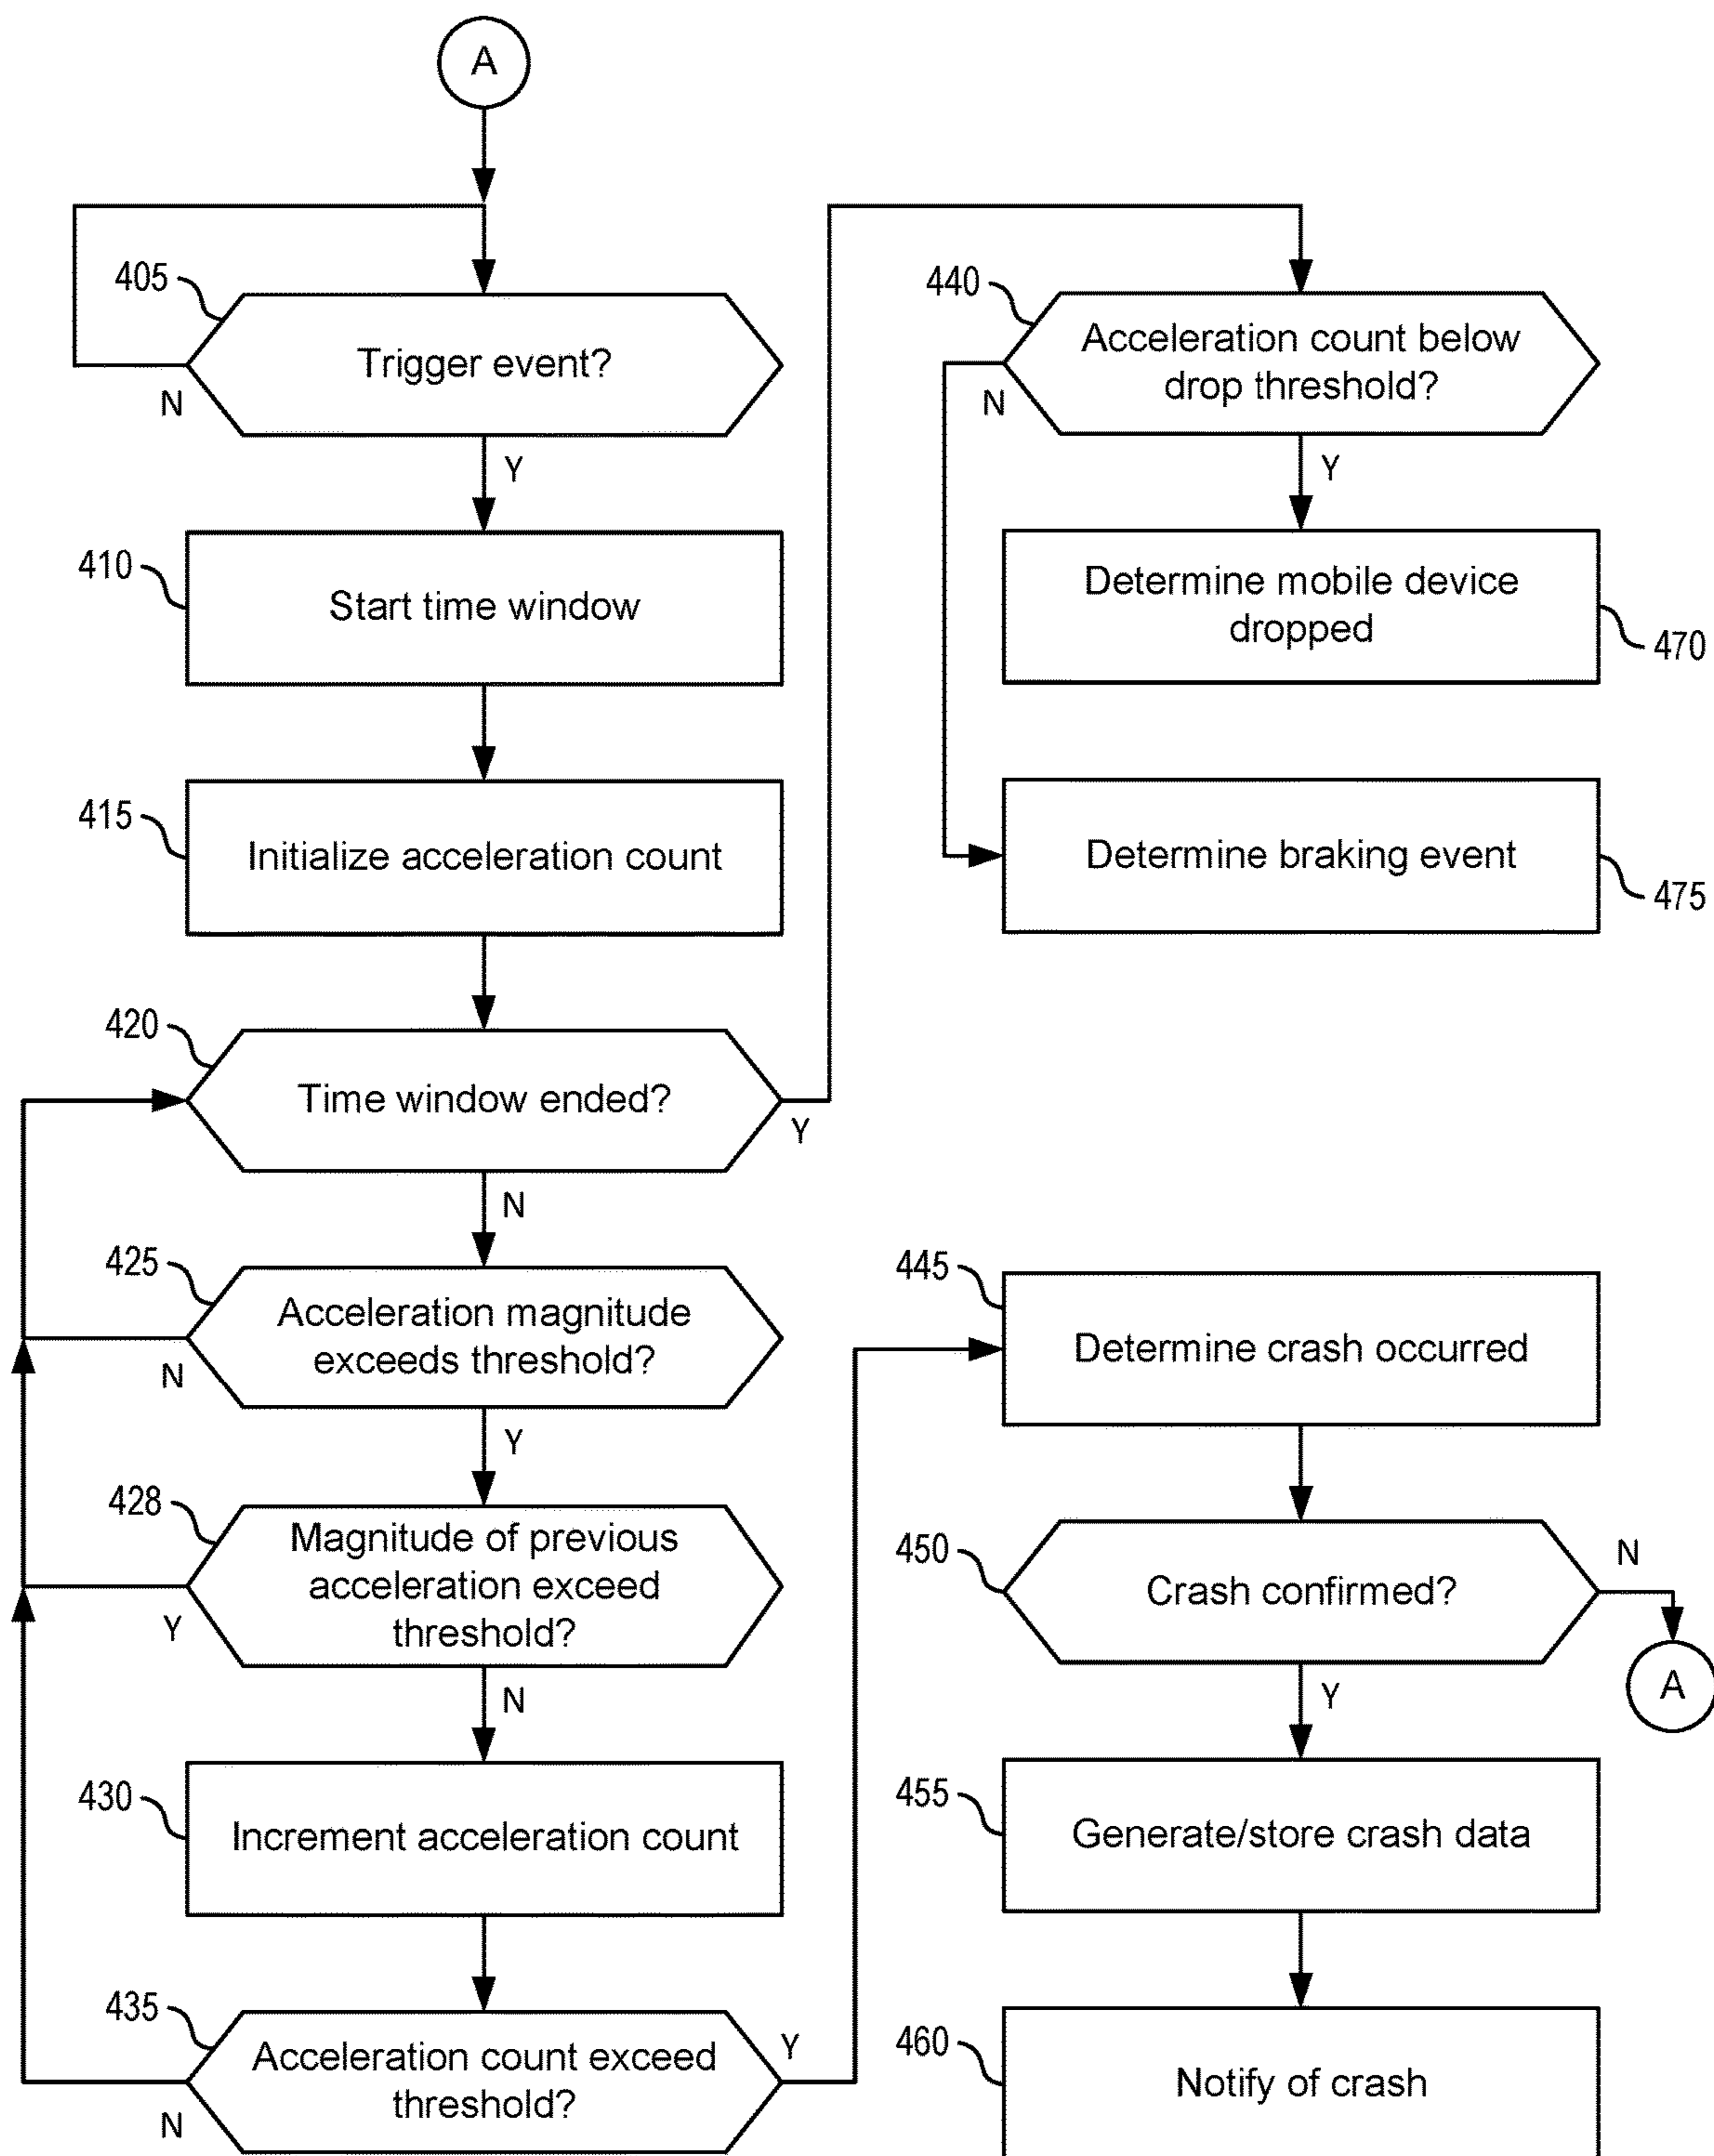 A
405
Trigger event?
N
Y
410
Start time window
415
Initialize acceleration count
420
Time window ended?
Y
N
425
Acceleration magnitude
exceeds threshold?
N
Y
428
Magnitude of previous
acceleration exceed
threshold?
Y
N
430
Increment acceleration count
435
Acceleration count exceed
threshold?
Y
N
440
Acceleration count below
drop threshold?
N
Y
Determine mobile device
dropped
470
Determine braking event
475
445
Determine crash occurred
450
Crash confirmed?
N
A
Y
455
Generate/store crash data
460
Notify of crash